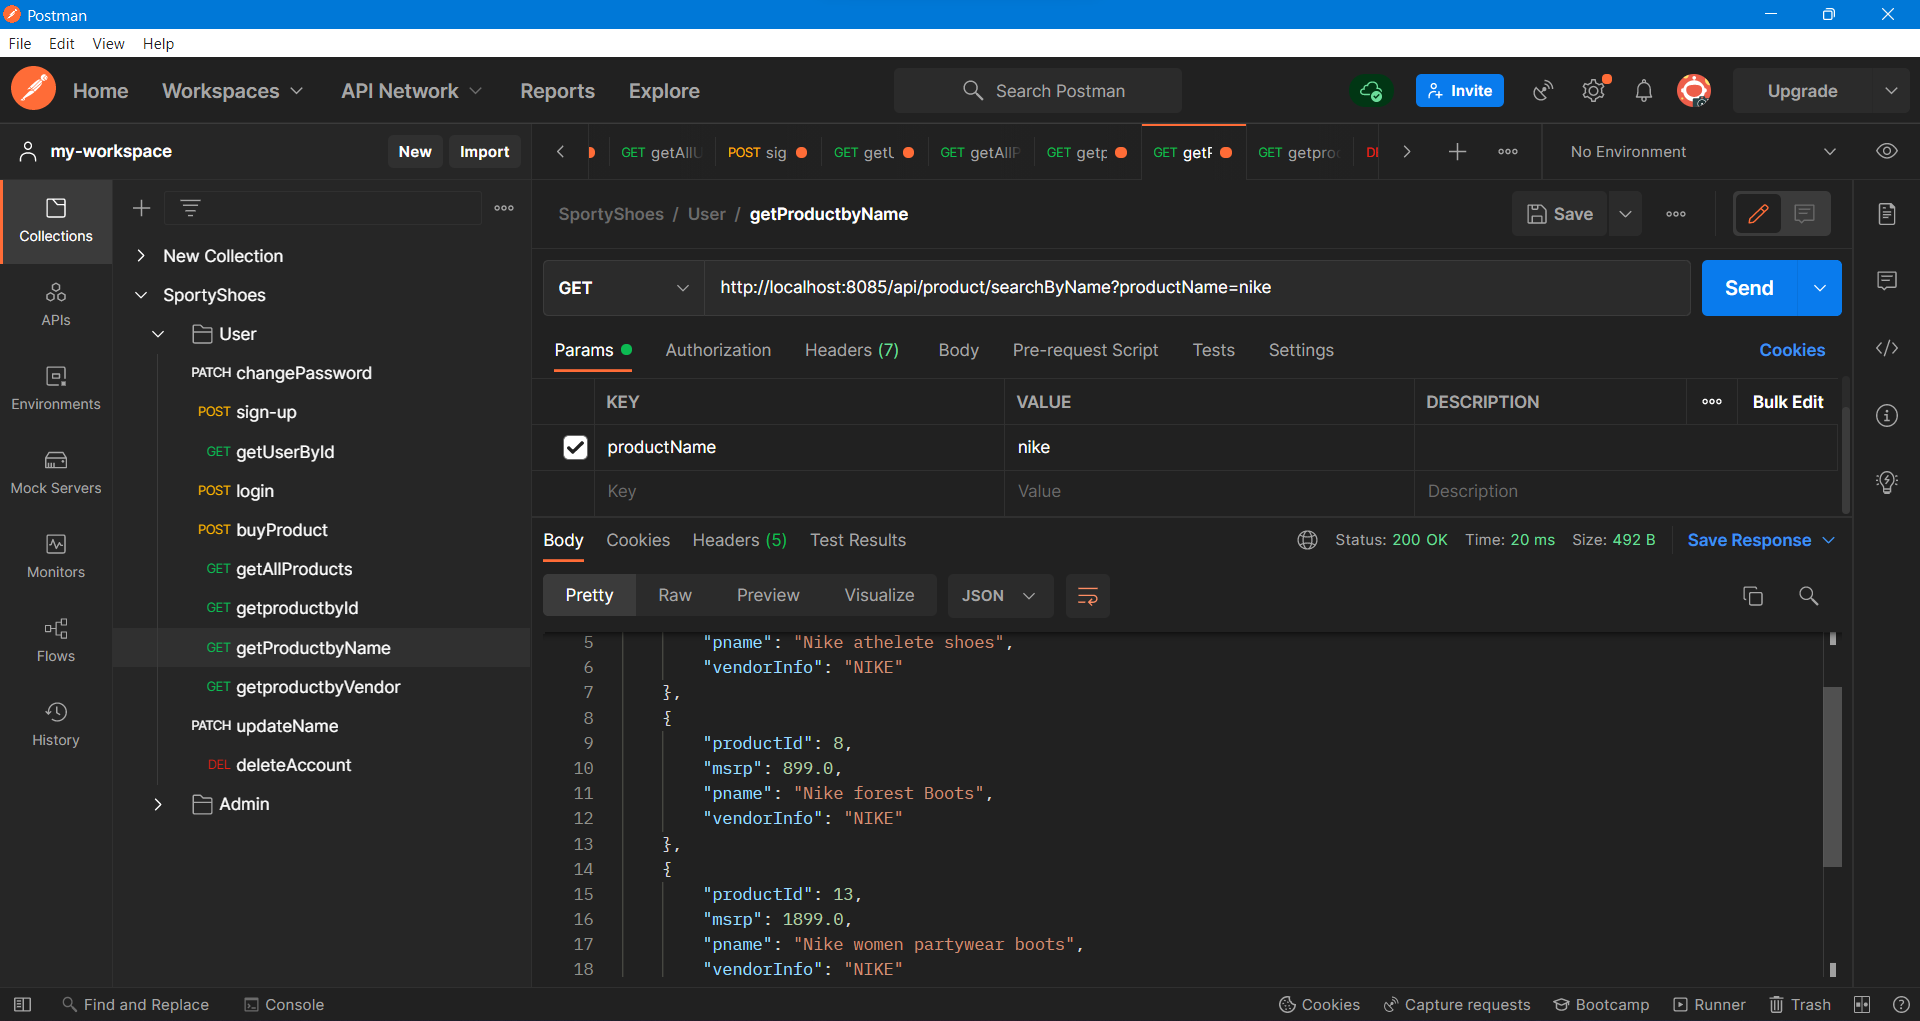 Postman
File Edit View Help
Home Workspaces API Network Reports Explore Search Postman Invite Upgrade
my-workspace New Import
GET getAllU POST sig GET getU GET getAllP GET getp GET getP GET getproc DEL No Environment
Collections
APIs
Environments
Mock Servers
Monitors
Flows
History
New Collection
SportyShoes
User
PATCH changePassword
POST sign-up
GET getUserById
POST login
POST buyProduct
GET getAllProducts
GET getproductbyId
GET getProductbyName
GET getproductbyVendor
PATCH updateName
DEL deleteAccount
Admin
SportyShoes / User / getProductbyName Save
GET http://localhost:8085/api/product/searchByName?productName=nike Send
Params Authorization Headers (7) Body Pre-request Script Tests Settings Cookies
KEY VALUE DESCRIPTION Bulk Edit
productName nike
Key Value Description
Body Cookies Headers (5) Test Results Status: 200 OK Time: 20 ms Size: 492 B Save Response
Pretty Raw Preview Visualize JSON
5 "pname": "Nike athelete shoes",
6 "vendorInfo": "NIKE"
7 },
8 {
9 "productId": 8,
10 "msrp": 899.0,
11 "pname": "Nike forest Boots",
12 "vendorInfo": "NIKE"
13 },
14 {
15 "productId": 13,
16 "msrp": 1899.0,
17 "pname": "Nike women partywear boots",
18 "vendorInfo": "NIKE"
Find and Replace Console Cookies Capture requests Bootcamp Runner Trash